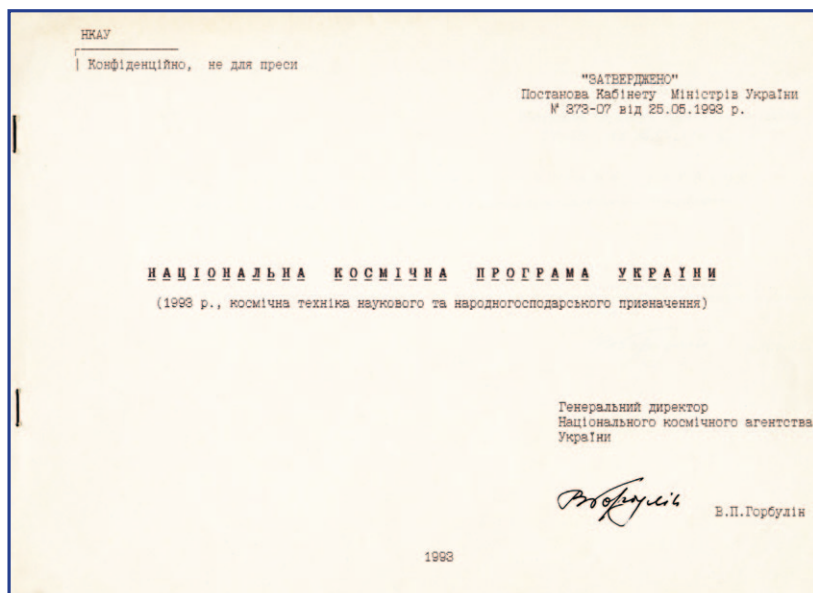 НКАУ
Конфіденційно, не для преси
"ЗАТВЕРДЖЕНО"
Постанова Кабінету Міністрів України
№ 373-07 від 25.05.1993 р.
НАЦІОНАЛЬНА КОСМІЧНА ПРОГРАМА УКРАЇНИ
(1993 р., космічна техніка наукового та народногосподарського призначення)
Генеральний директор
Національного космічного агентства
України
В.П.Горбулін
1993